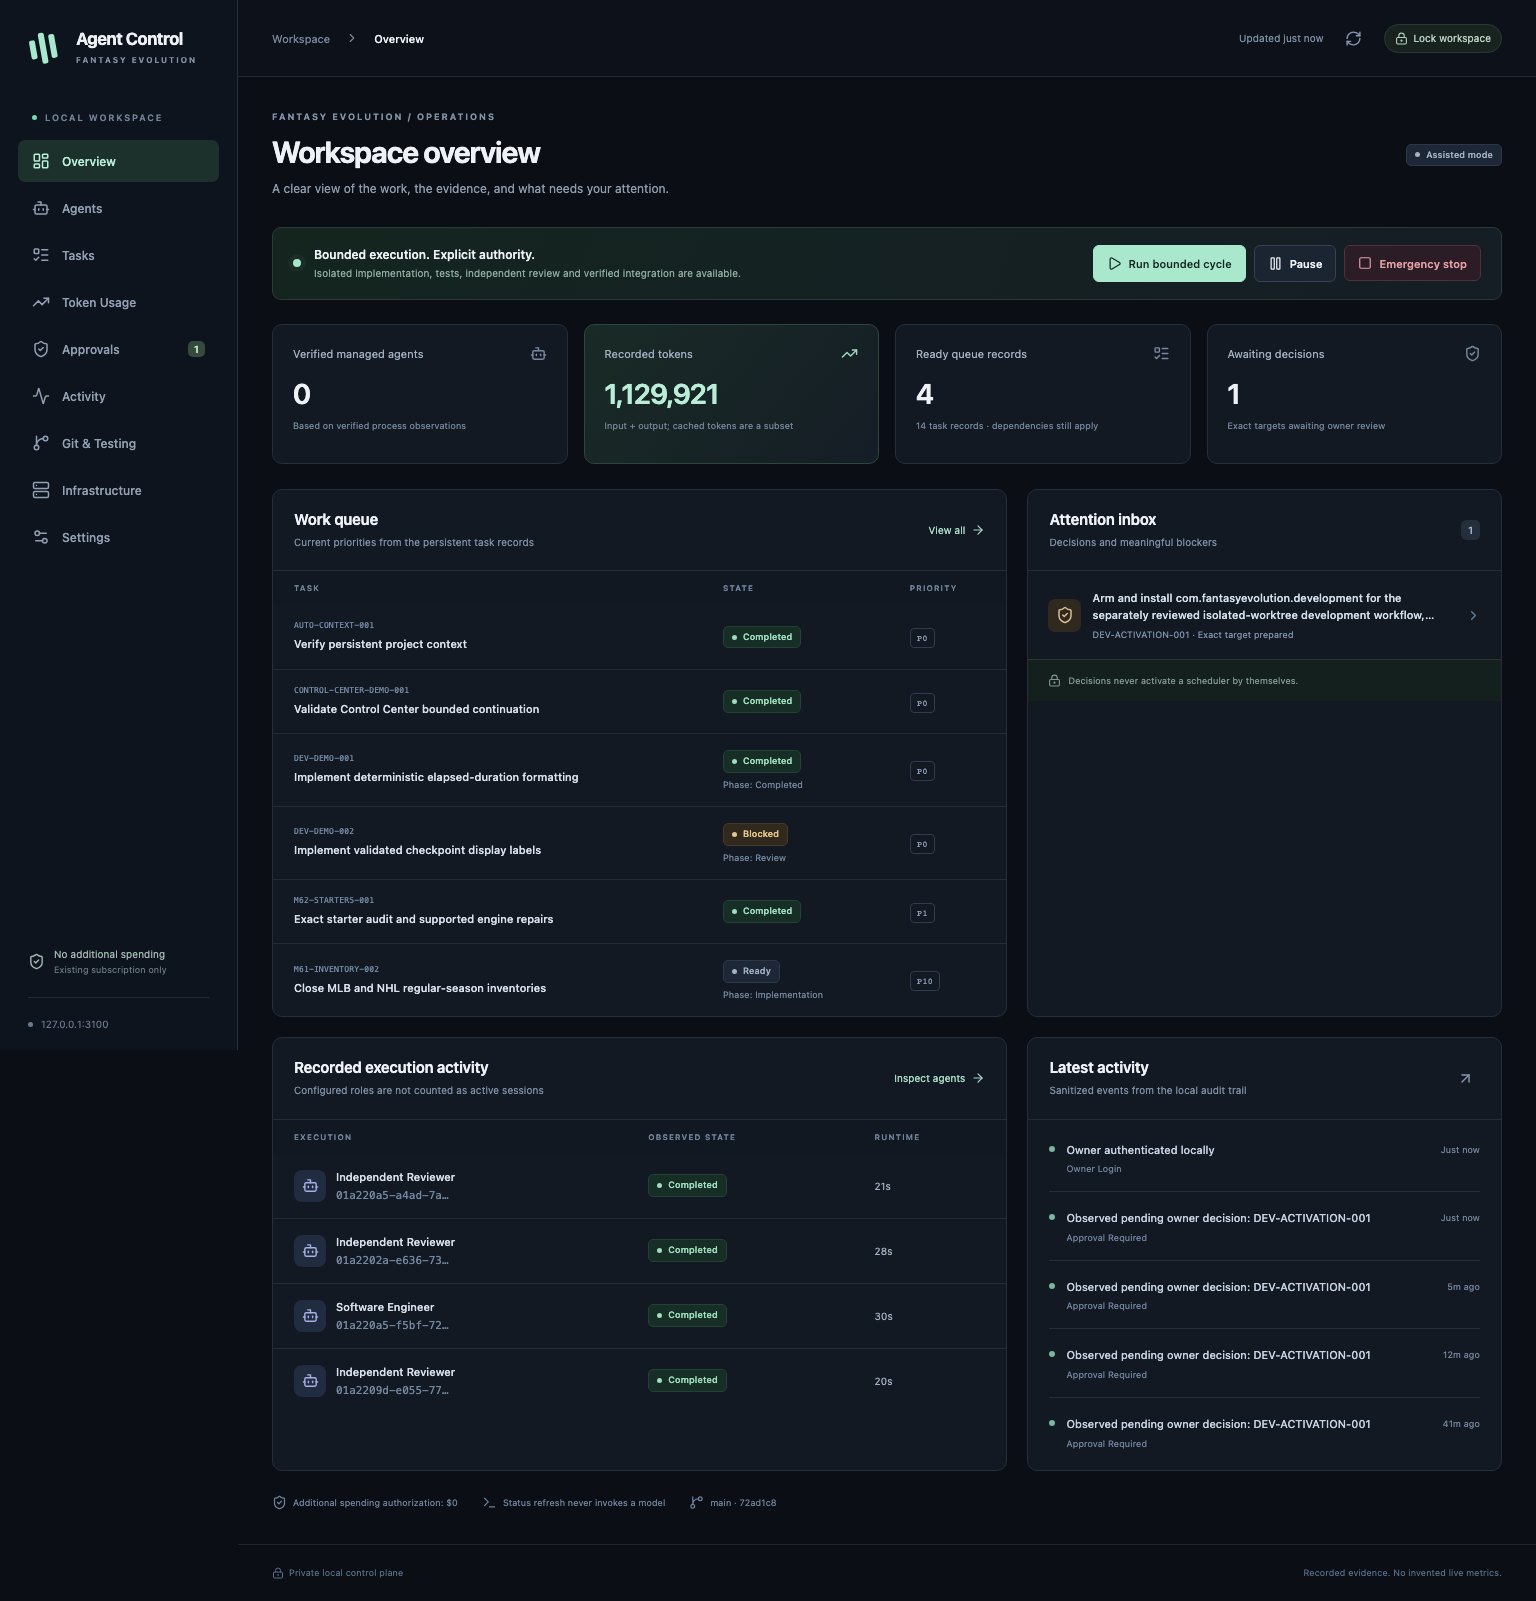 Agent Control
FANTASY EVOLUTION
LOCAL WORKSPACE
Overview
Agents
Tasks
Token Usage
Approvals
1
Activity
Git & Testing
Infrastructure
Settings
No additional spending
Existing subscription only
127.0.0.1:3100
Workspace
Overview
Updated just now
Lock workspace
FANTASY EVOLUTION / OPERATIONS
Workspace overview
A clear view of the work, the evidence, and what needs your attention.
Assisted mode
Bounded execution. Explicit authority.
Isolated implementation, tests, independent review and verified integration are available.
Run bounded cycle
Pause
Emergency stop
Verified managed agents
0
Based on verified process observations
Recorded tokens
1,129,921
Input + output; cached tokens are a subset
Ready queue records
4
14 task records · dependencies still apply
Awaiting decisions
1
Exact targets awaiting owner review
Work queue
Current priorities from the persistent task records
View all
TASK
STATE
PRIORITY
AUTO-CONTEXT-001
Verify persistent project context
Completed
P0
CONTROL-CENTER-DEMO-001
Validate Control Center bounded continuation
Completed
P0
DEV-DEMO-001
Implement deterministic elapsed-duration formatting
Completed
Phase: Completed
P0
DEV-DEMO-002
Implement validated checkpoint display labels
Blocked
Phase: Review
P0
M62-STARTERS-001
Exact starter audit and supported engine repairs
Completed
P1
M61-INVENTORY-002
Close MLB and NHL regular-season inventories
Ready
Phase: Implementation
P10
Attention inbox
Decisions and meaningful blockers
1
Arm and install com.fantasyevolution.development for the
separately reviewed isolated-worktree development workflow,...
DEV-ACTIVATION-001 · Exact target prepared
Decisions never activate a scheduler by themselves.
Recorded execution activity
Configured roles are not counted as active sessions
Inspect agents
EXECUTION
OBSERVED STATE
RUNTIME
Independent Reviewer
01a220a5-a4ad-7a…
Completed
21s
Independent Reviewer
01a2202a-e636-73…
Completed
28s
Software Engineer
01a220a5-f5bf-72…
Completed
30s
Independent Reviewer
01a2209d-e055-77…
Completed
20s
Latest activity
Sanitized events from the local audit trail
Owner authenticated locally
Just now
Owner Login
Observed pending owner decision: DEV-ACTIVATION-001
Just now
Approval Required
Observed pending owner decision: DEV-ACTIVATION-001
5m ago
Approval Required
Observed pending owner decision: DEV-ACTIVATION-001
12m ago
Approval Required
Observed pending owner decision: DEV-ACTIVATION-001
41m ago
Approval Required
Additional spending authorization: $0
Status refresh never invokes a model
main · 72ad1c8
Private local control plane
Recorded evidence. No invented live metrics.